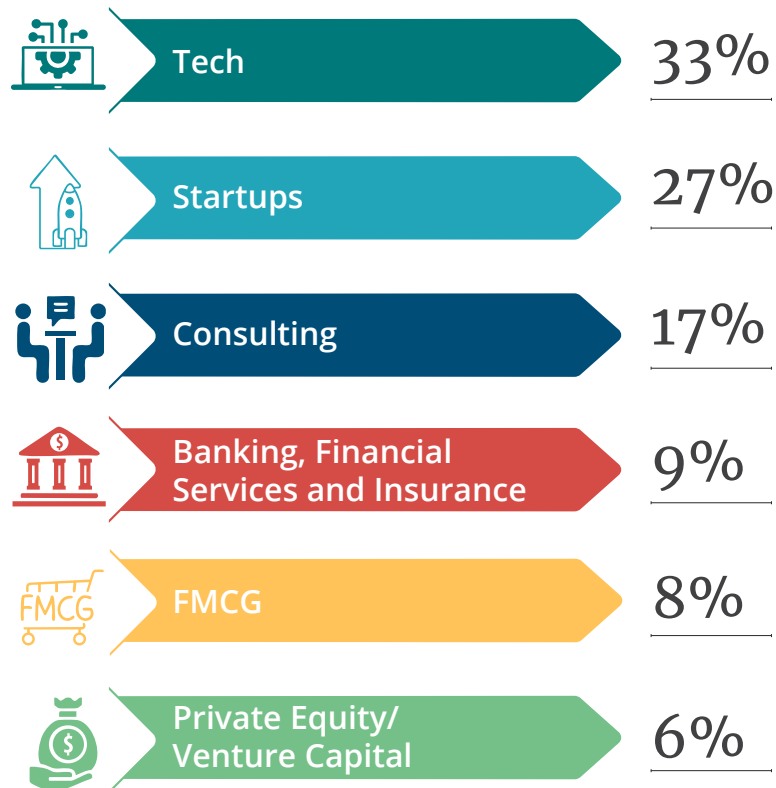 Tech
33%
Startups
27%
Consulting
17%
$
Banking, Financial
Services and Insurance
9%
FMCG
FMCG
8%
$
Private Equity/
Venture Capital
6%